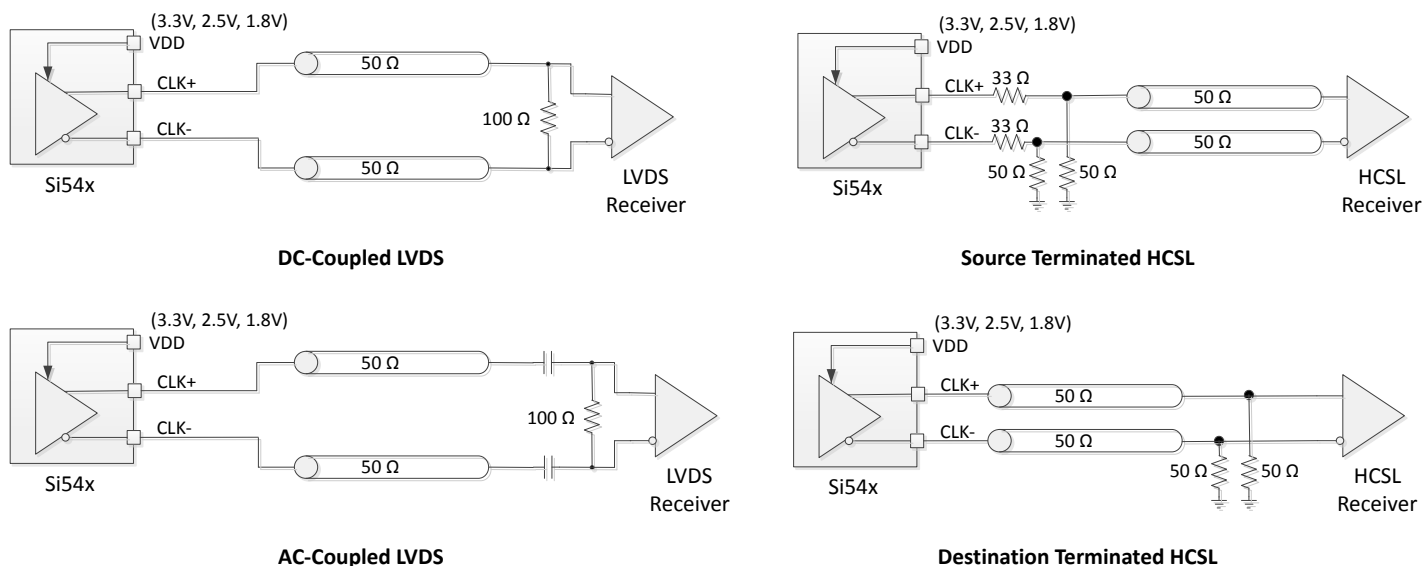 (3.3V, 2.5V, 1.8V)
VDD
CLK+
50 Ω
100 Ω
CLK-
50 Ω
Si54x
LVDS
Receiver
DC-Coupled LVDS
(3.3V, 2.5V, 1.8V)
VDD
CLK+
33 Ω
50 Ω
CLK-
33 Ω
50 Ω
50 Ω
50 Ω
Si54x
HCSL
Receiver
Source Terminated HCSL
(3.3V, 2.5V, 1.8V)
VDD
CLK+
50 Ω
100 Ω
CLK-
50 Ω
Si54x
LVDS
Receiver
AC-Coupled LVDS
(3.3V, 2.5V, 1.8V)
VDD
CLK+
50 Ω
CLK-
50 Ω
50 Ω
50 Ω
Si54x
HCSL
Receiver
Destination Terminated HCSL